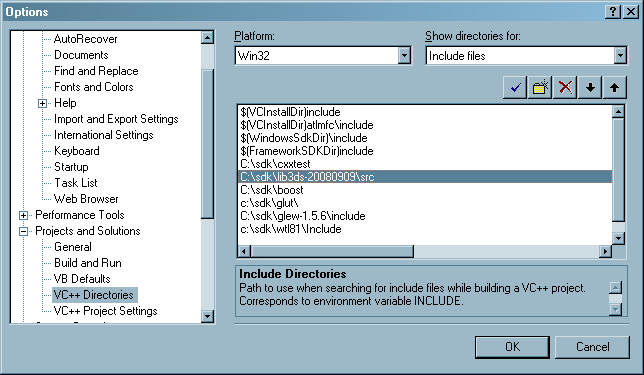 Options
AutoRecover
Documents
Find and Replace
Fonts and Colors
Help
Import and Export Settings
International Settings
Keyboard
Startup
Task List
Web Browser
Performance Tools
Projects and Solutions
General
Build and Run
VB Defaults
VC++ Directories
VC++ Project Settings
Platform:
Show directories for:
Win32
Include files
$(VCInstallDir)include
$(VCInstallDir)atlmfc\include
$(WindowsSdkDir)\include
$(FrameworkSDKDir)include
C:\sdk\cxxtest
C:\sdk\lib3ds-20080909\src
C:\sdk\boost
c:\sdk\glut\
C:\sdk\glew-1.5.6\include
c:\sdk\wtl81\Include
Include Directories
Path to use when searching for include files while building a VC++ project.
Corresponds to environment variable INCLUDE.
OK
Cancel